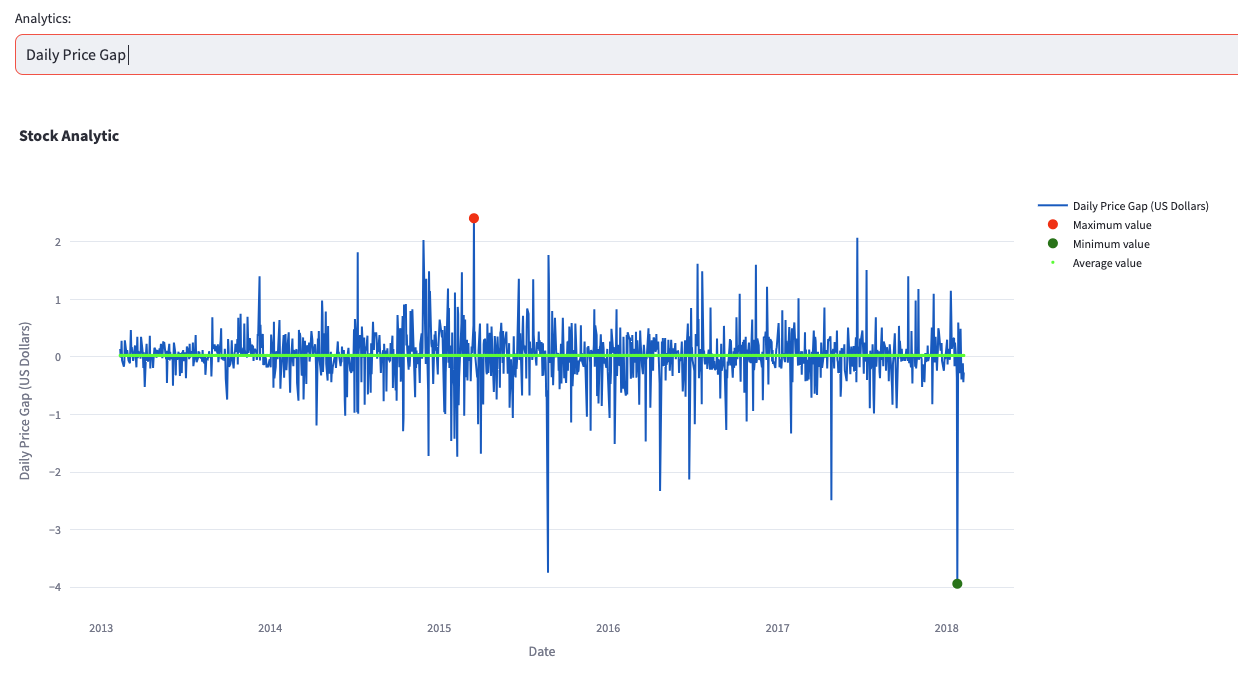 Analytics:
Daily Price Gap
Stock Analytic
Daily Price Gap (US Dollars)
Maximum value
Minimum value
Average value
Daily Price Gap (US Dollars)
2
1
0
−1
−2
−3
−4
2013
2014
2015
2016
2017
2018
Date